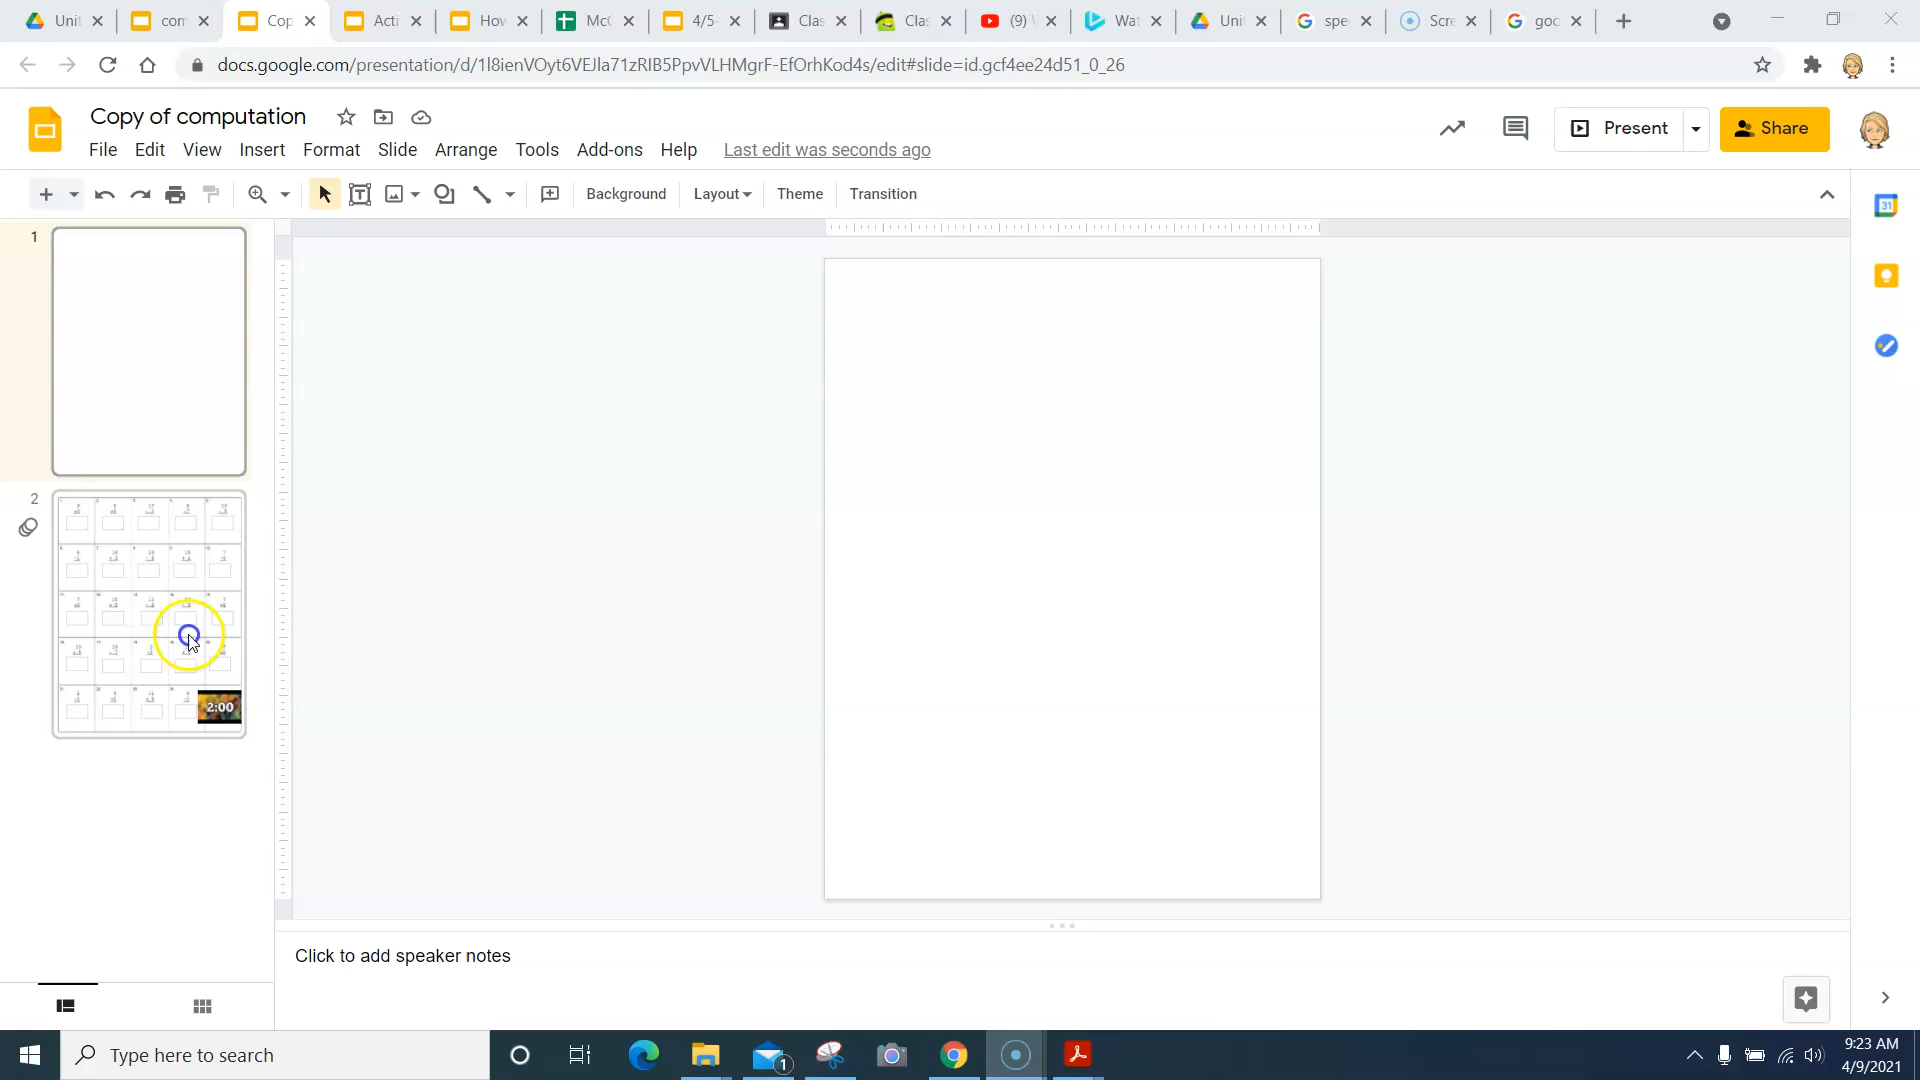 Unit
com
Cop
Acti
How
McC
4/5-
Clas
Clas
(9)
Wat
Unit
spe
Scre
goo
docs.google.com/presentation/d/1l8ienVOyt6VEJla71zRIB5PpvVLHMgrF-EfOrhKod4s/edit#slide=id.gcf4ee24d51_0_26
Copy of computation
File Edit View Insert Format Slide Arrange Tools Add-ons Help Last edit was seconds ago
Present
Share
Background Layout Theme Transition
31
1
2
2:00
Click to add speaker notes
Type here to search
1
9:23 AM
4/9/2021